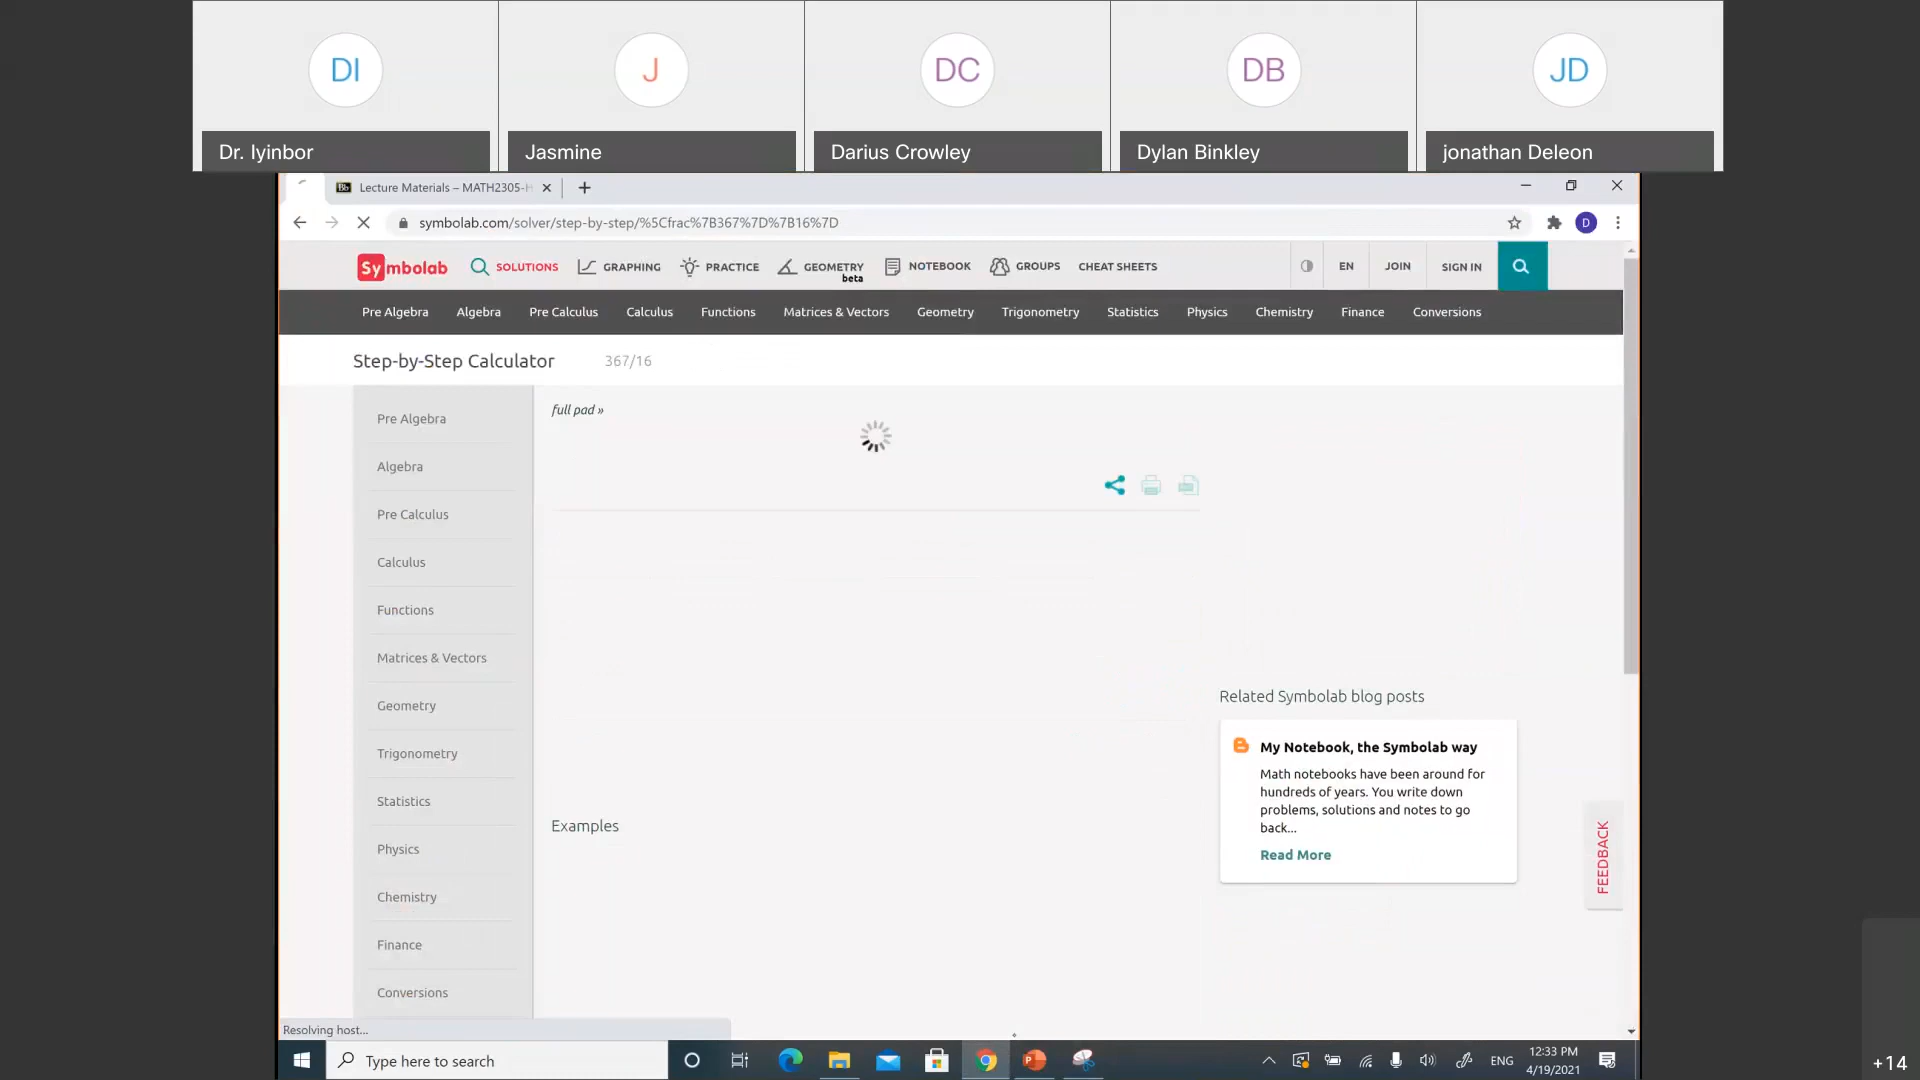 DI
J
DC
DB
JD
Dr. Iyinbor
Jasmine
Darius Crowley
Dylan Binkley
jonathan Deleon
Bb Lecture Materials – MATH2305-H
symbolab.com/solver/step-by-step/%5Cfrac%7B367%7D%7B16%7D
D
Symbolab
SOLUTIONS
GRAPHING
PRACTICE
GEOMETRY
beta
NOTEBOOK
GROUPS
CHEAT SHEETS
EN
JOIN
SIGN IN
Pre Algebra
Algebra
Pre Calculus
Calculus
Functions
Matrices & Vectors
Geometry
Trigonometry
Statistics
Physics
Chemistry
Finance
Conversions
Step-by-Step Calculator
367/16
Pre Algebra
Algebra
Pre Calculus
Calculus
Functions
Matrices & Vectors
Geometry
Trigonometry
Statistics
Physics
Chemistry
Finance
Conversions
full pad »
Examples
Related Symbolab blog posts
My Notebook, the Symbolab way
Math notebooks have been around for
hundreds of years. You write down
problems, solutions and notes to go
back...
Read More
FEEDBACK
Resolving host...
Type here to search
ENG
12:33 PM
4/19/2021
+14